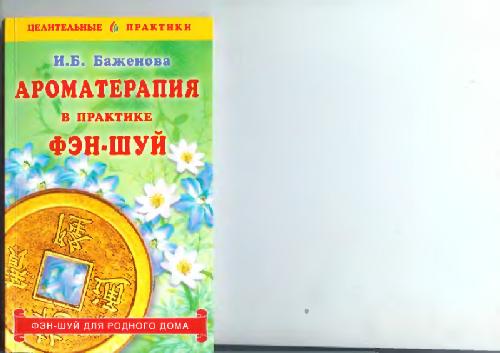 ЦЕЛИТЕЛЬНЫЕ ПРАКТИКИ
И.Б. Баженова
АРОМАТЕРАПИЯ
В ПРАКТИКЕ
ФЭН-ШУЙ
ФЭН-ШУЙ ДЛЯ РОДНОГО ДОМА